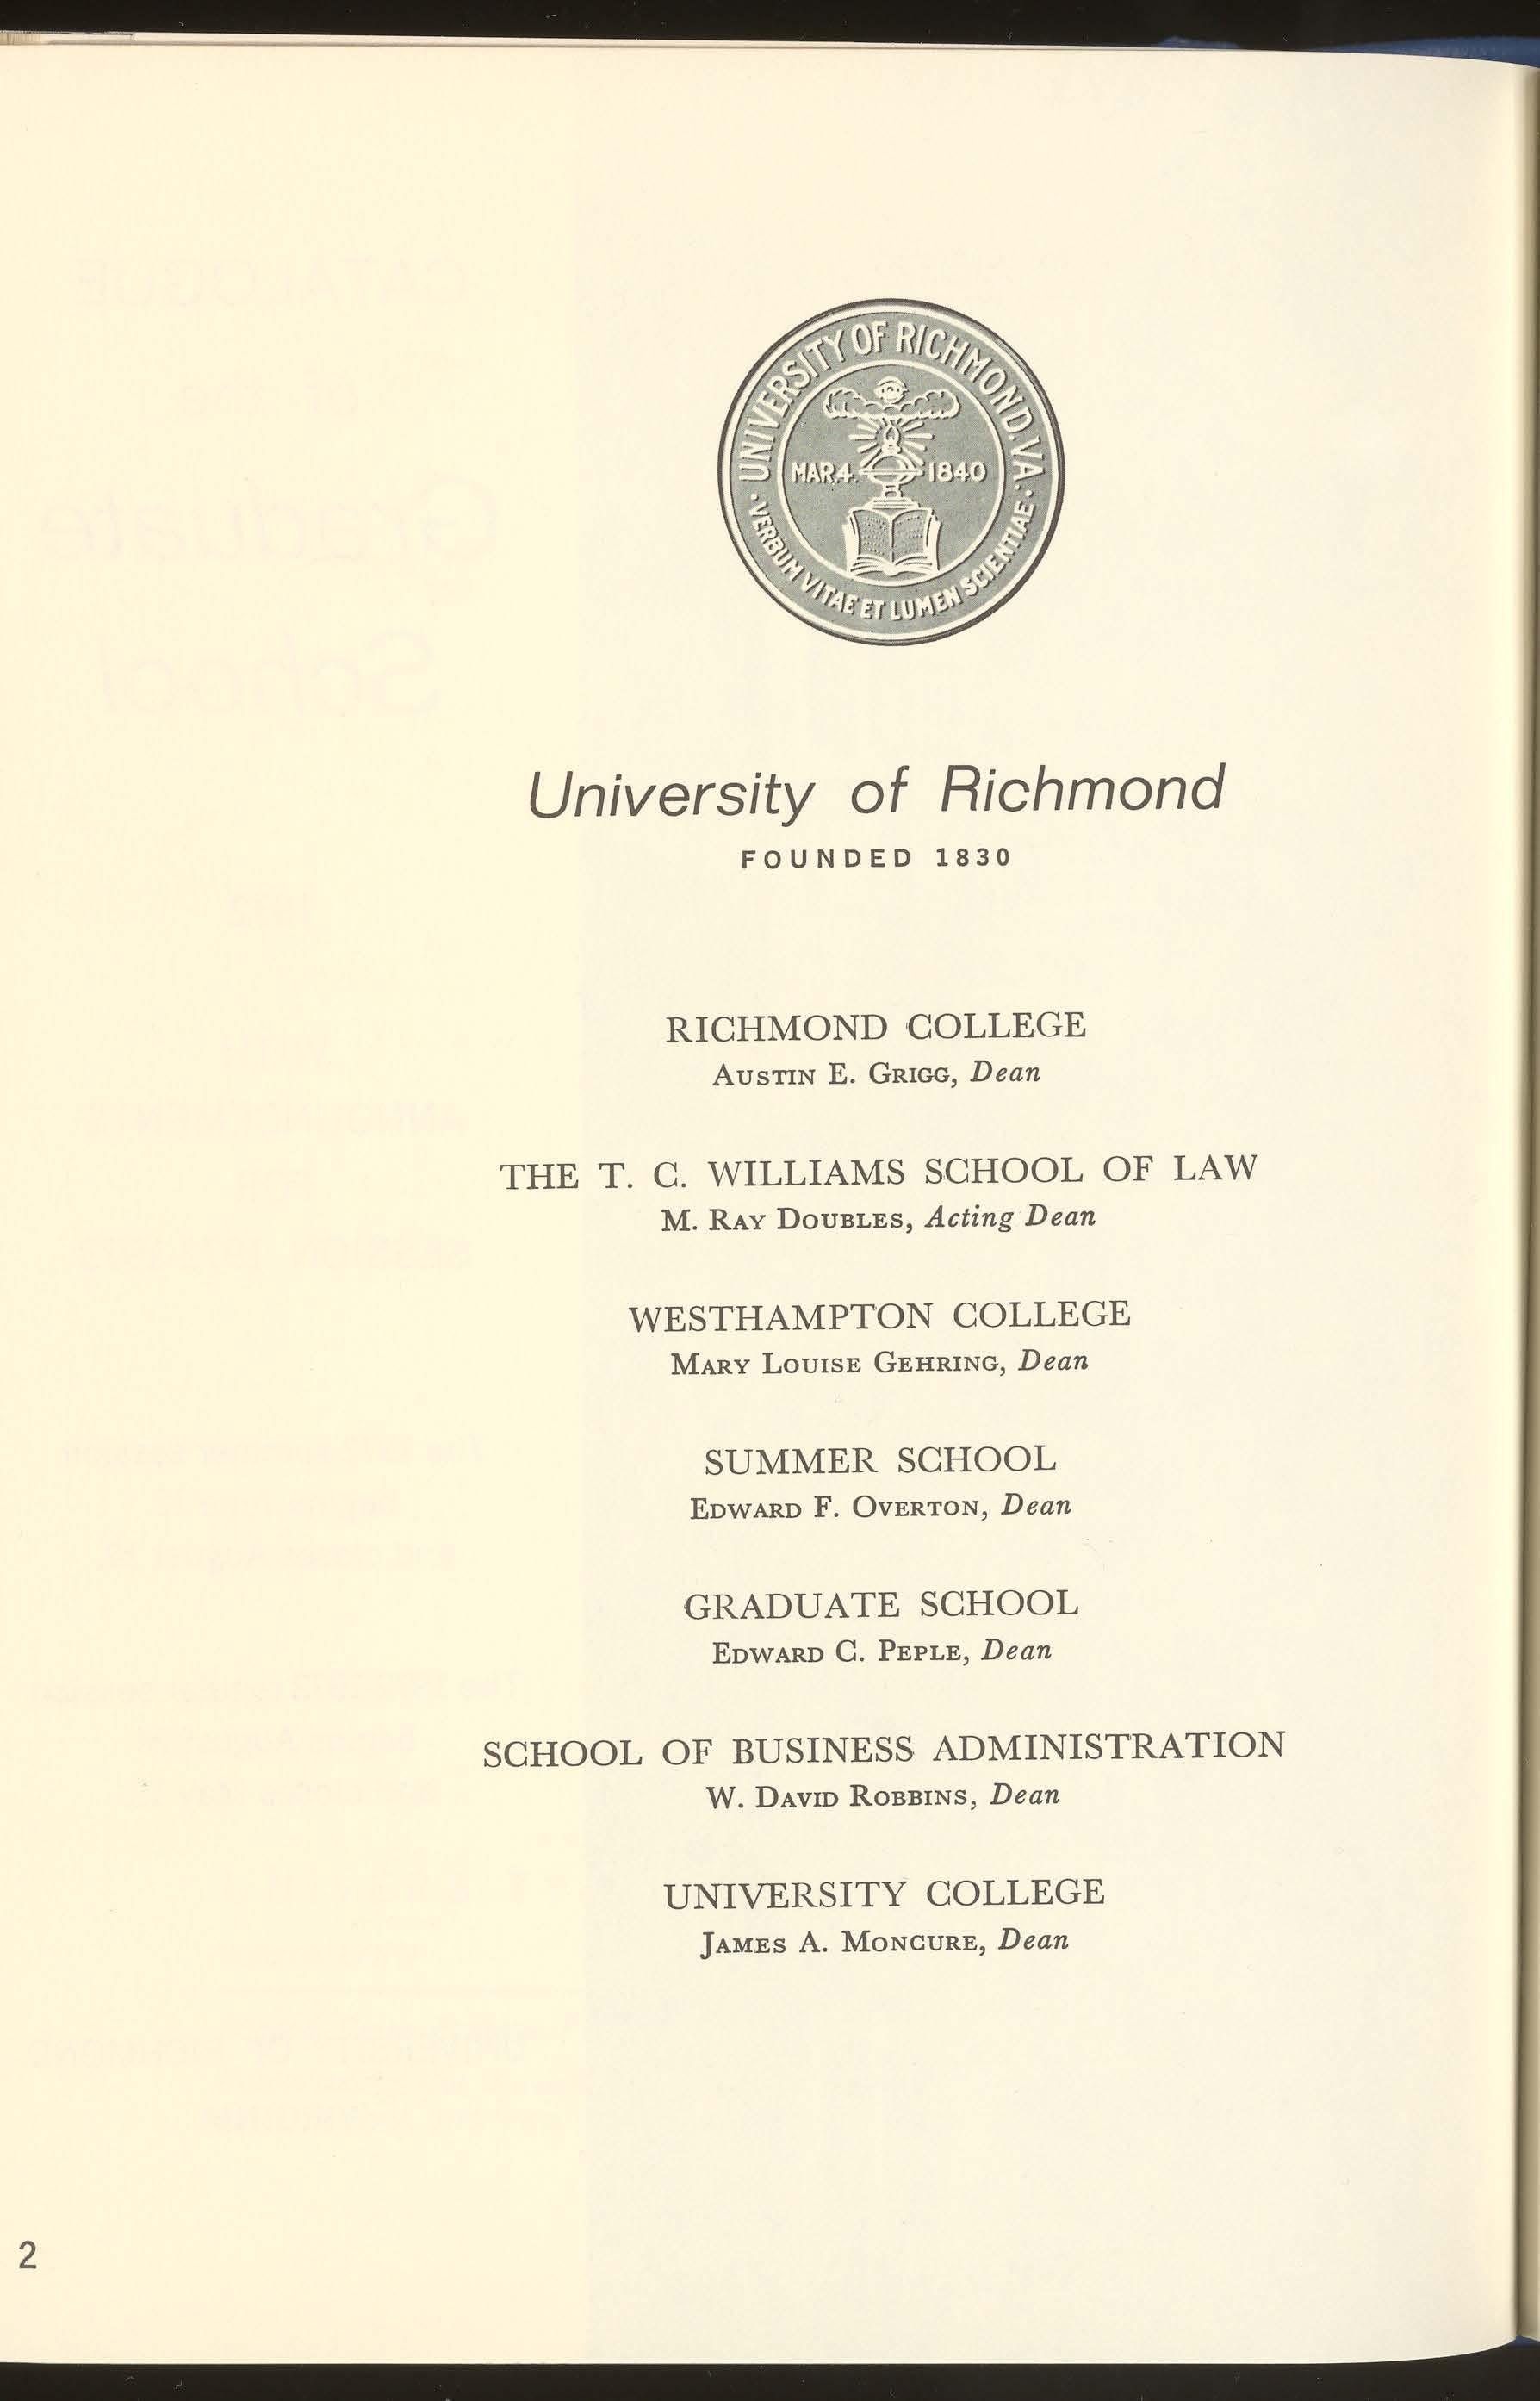 UNIVERSITY OF RICHMOND, VA.
MAR. 4. 1840
VERBUM VITAE ET LUMEN SCIENTIAE
University of Richmond
FOUNDED 1830
RICHMOND COLLEGE
AUSTIN E. GRIGG, Dean
THE T. C. WILLIAMS SCHOOL OF LAW
M. RAY DOUBLES, Acting Dean
WESTHAMPTON COLLEGE
MARY LOUISE GEHRING, Dean
SUMMER SCHOOL
EDWARD F. OVERTON, Dean
GRADUATE SCHOOL
EDWARD C. PEPLE, Dean
SCHOOL OF BUSINESS ADMINISTRATION
W. DAVID ROBBINS, Dean
UNIVERSITY COLLEGE
JAMES A. MONCURE, Dean
2